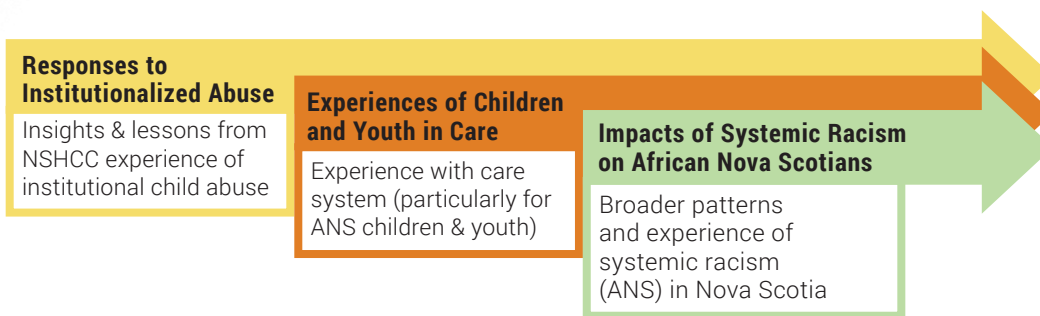 Responses to
Institutionalized Abuse
Insights & lessons from
NSHCC experience of
institutional child abuse
Experiences of Children
and Youth in Care
Experience with care
system (particularly for
ANS children & youth)
Impacts of Systemic Racism
on African Nova Scotians
Broader patterns
and experience of
systemic racism
(ANS) in Nova Scotia